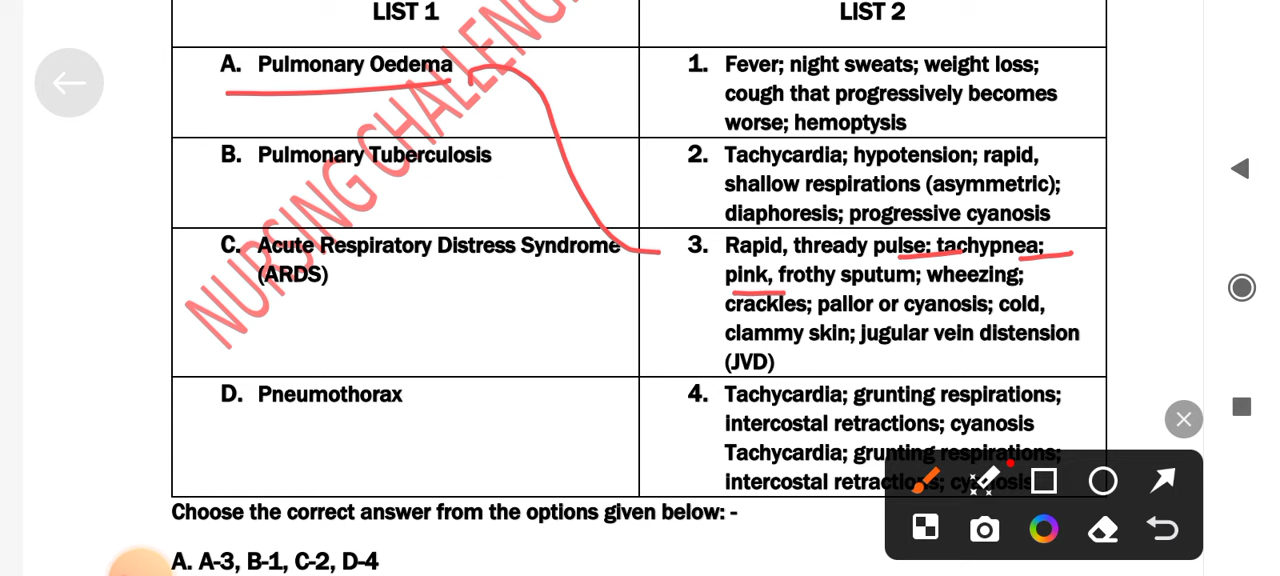 LIST 1
LIST 2
A. Pulmonary Oedema
1. Fever; night sweats; weight loss;
cough that progressively becomes
worse; hemoptysis
B. Pulmonary Tuberculosis
2. Tachycardia; hypotension; rapid,
shallow respirations (asymmetric);
diaphoresis; progressive cyanosis
C. Acute Respiratory Distress Syndrome
(ARDS)
3. Rapid, thready pulse; tachypnea;
pink, frothy sputum; wheezing;
crackles; pallor or cyanosis; cold,
clammy skin; jugular vein distension
(JVD)
D. Pneumothorax
4. Tachycardia; grunting respirations;
intercostal retractions; cyanosis
Tachycardia; grunting respirations;
intercostal retractions; cyanosis
Choose the correct answer from the options given below: -
A. A-3, B-1, C-2, D-4
NURSING CHALLENG